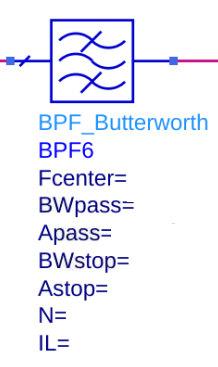 BPF_Butterworth
BPF6
Fcenter=
BWpass=
Apass=
BWstop=
Astop=
N=
IL=